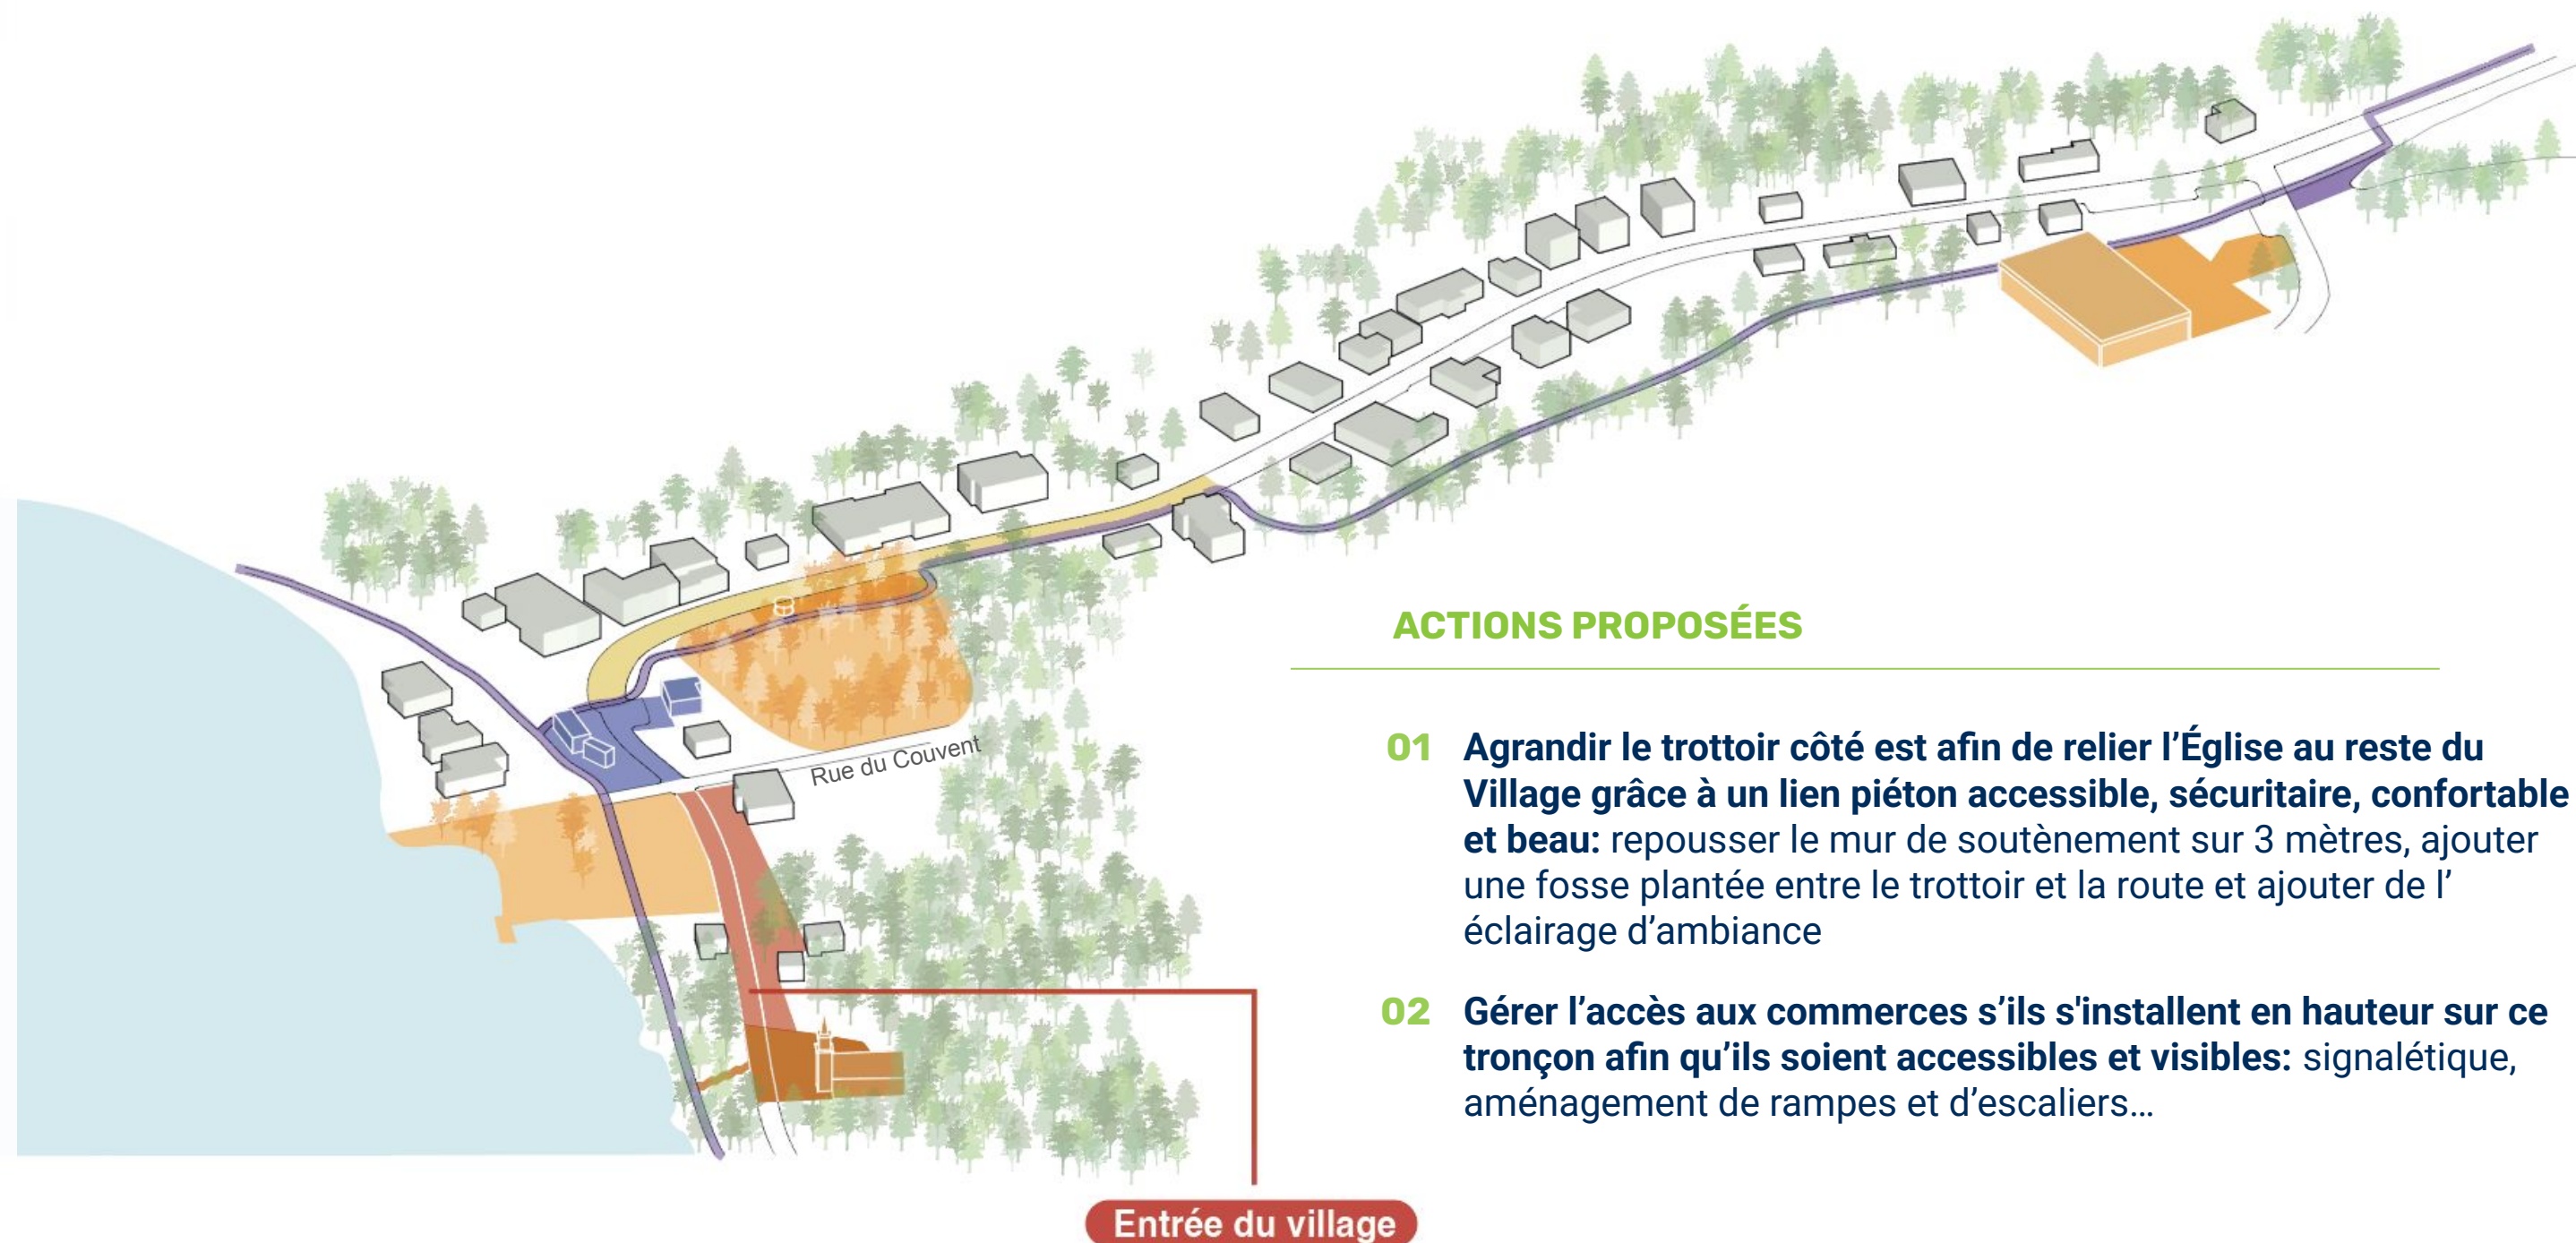 ACTIONS PROPOSÉES
01 Agrandir le trottoir côté est afin de relier l’Église au reste du
Village grâce à un lien piéton accessible, sécuritaire, confortable
et beau: repousser le mur de soutènement sur 3 mètres, ajouter
une fosse plantée entre le trottoir et la route et ajouter de l’
éclairage d’ambiance
02 Gérer l’accès aux commerces s’ils s'installent en hauteur sur ce
tronçon afin qu’ils soient accessibles et visibles: signalétique,
aménagement de rampes et d’escaliers…
Rue du Couvent
Entrée du village